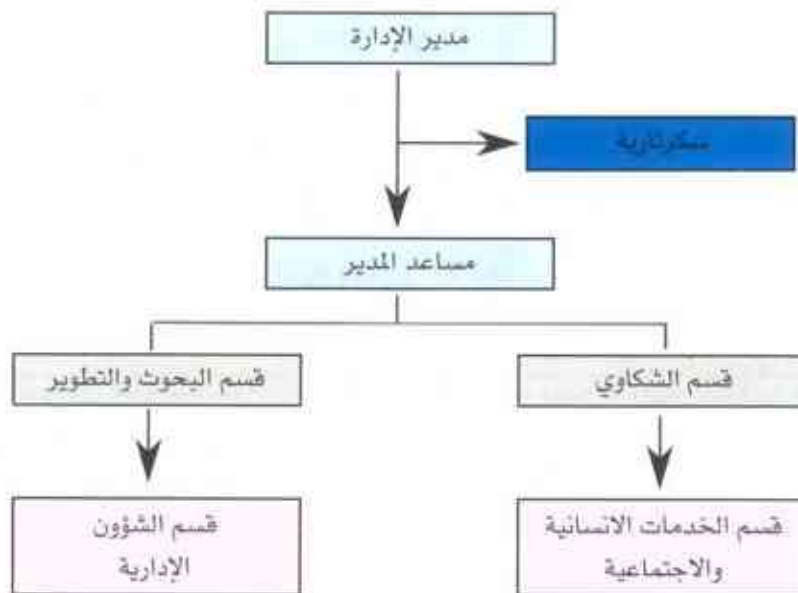 مدير الإدارة
سكرتارية
مساعد المدير
قسم الشكاوي
قسم البحوث والتطوير
قسم الخدمات الانسانية
والاجتماعية
قسم الشؤون
الإدارية